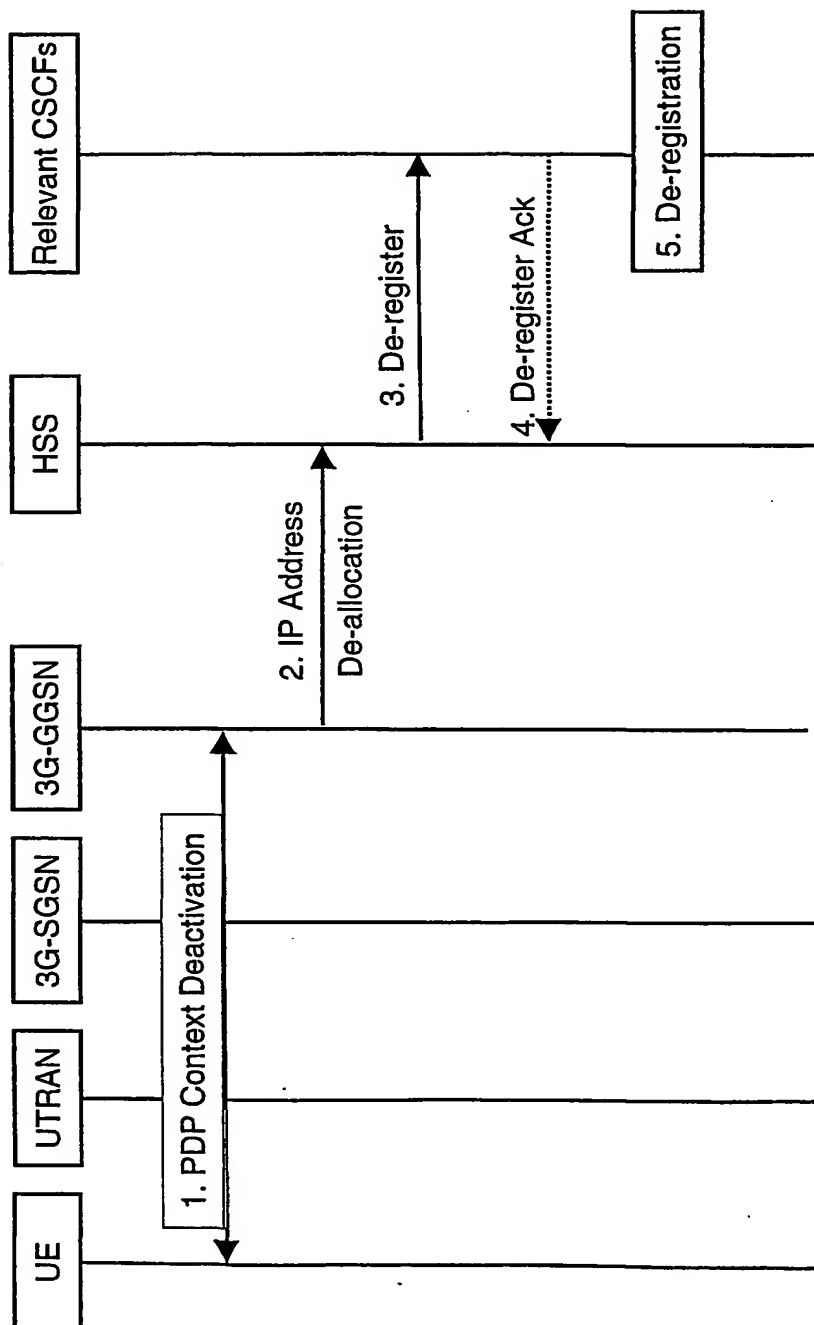 UE
UTRAN
3G-SGSN
3G-GGSN
HSS
Relevant CSCFs
1. PDP Context Deactivation
2. IP Address
De-allocation
3. De-register
4. De-register Ack
5. De-registration